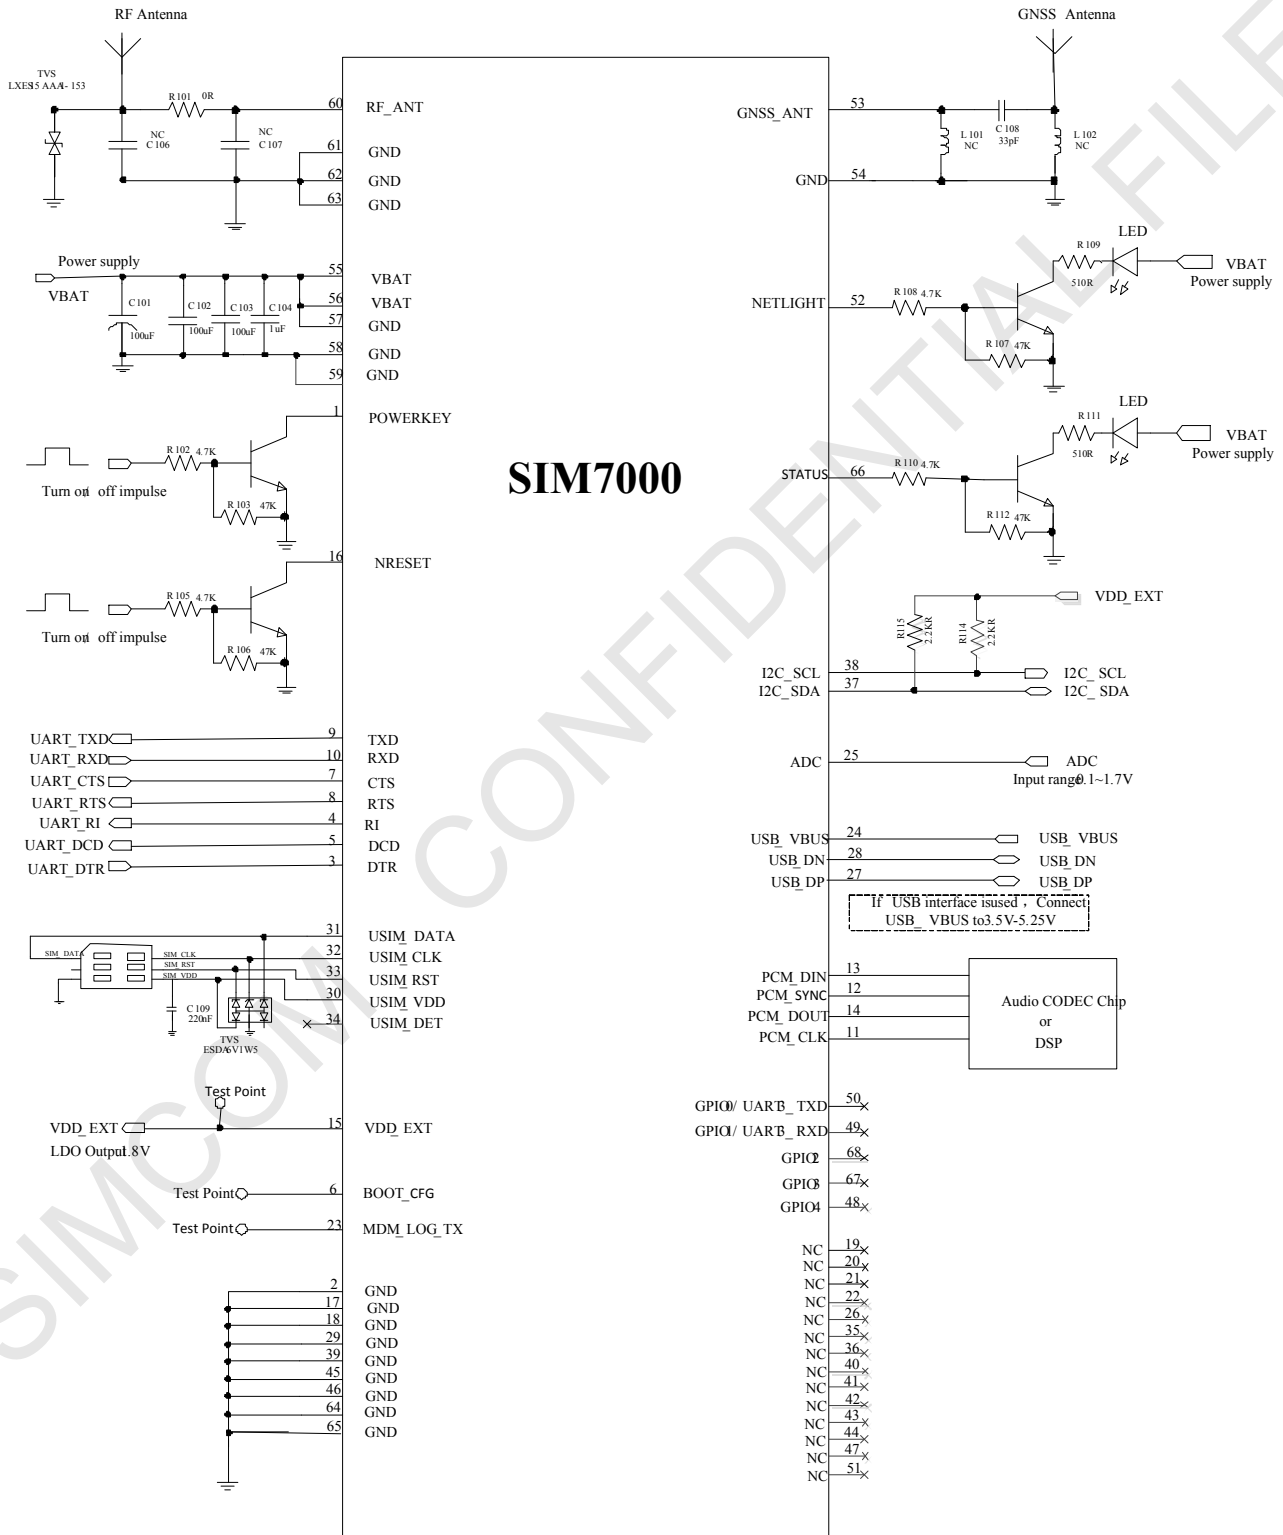 RF Antenna
GNSS Antenna
TVS
R101 0R
60
RF_ANT
NC
C106
NC
C107
61
GND
62
GND
63
GND
53
GNSS_ANT
L101
NC
C108
33pF
L102
NC
54
GND
Power supply
VBAT
55
VBAT
56
VBAT
57
GND
58
GND
59
GND
C101
100uF
C102
100uF
C103
100uF
C104
1uF
LED
R109
510R
VBAT
Power supply
NETLIGHT
52
R108 4.7K
R107 47K
1
POWERKEY
R102 4.7K
Turn on/ off impulse
R103 47K
LED
R111
510R
VBAT
Power supply
STATUS
66
R110 4.7K
R112 47K
SIM7000
16
NRESET
R105 4.7K
Turn on/ off impulse
R106 47K
VDD_EXT
R115
2.2KR
R114
2.2KR
I2C_SCL
38
I2C_ SCL
I2C_SDA
37
I2C_ SDA
UART_TXD
9
TXD
UART_RXD
10
RXD
UART_CTS
7
CTS
UART_RTS
8
RTS
UART_RI
4
RI
UART_DCD
5
DCD
UART_DTR
3
DTR
ADC
25
ADC
Input range0.1~1.7V
USB_VBUS
24
USB_VBUS
USB_DN
28
USB_DN
USB_DP
27
USB_DP
If USB interface isused , Connect
USB_ VBUS to3.5V-5.25V
31
USIM_DATA
32
USIM_CLK
33
USIM_RST
30
USIM_VDD
34
USIM_DET
SIM_DATA
SIM_CLK
SIM_RST
SIM_VDD
C109
220nF
TVS
ESDA6V1W5
PCM_DIN
13
PCM_SYNC
12
PCM_DOUT
14
PCM_CLK
11
Audio CODEC Chip
or
DSP
Test Point
VDD_EXT
15
VDD_EXT
LDO Output1.8V
Test Point
6
BOOT_CFG
Test Point
23
MDM_LOG_TX
GPIO0/ UART3_TXD
50
GPIO1/ UART3_RXD
49
GPIO2
68
GPIO3
67
GPIO4
48
2
GND
17
GND
18
GND
29
GND
39
GND
45
GND
46
GND
64
GND
65
GND
NC
19
NC
20
NC
21
NC
22
NC
26
NC
35
NC
36
NC
40
NC
41
NC
42
NC
43
NC
44
NC
47
NC
51
SIMCOM CONFIDENTIAL FILE